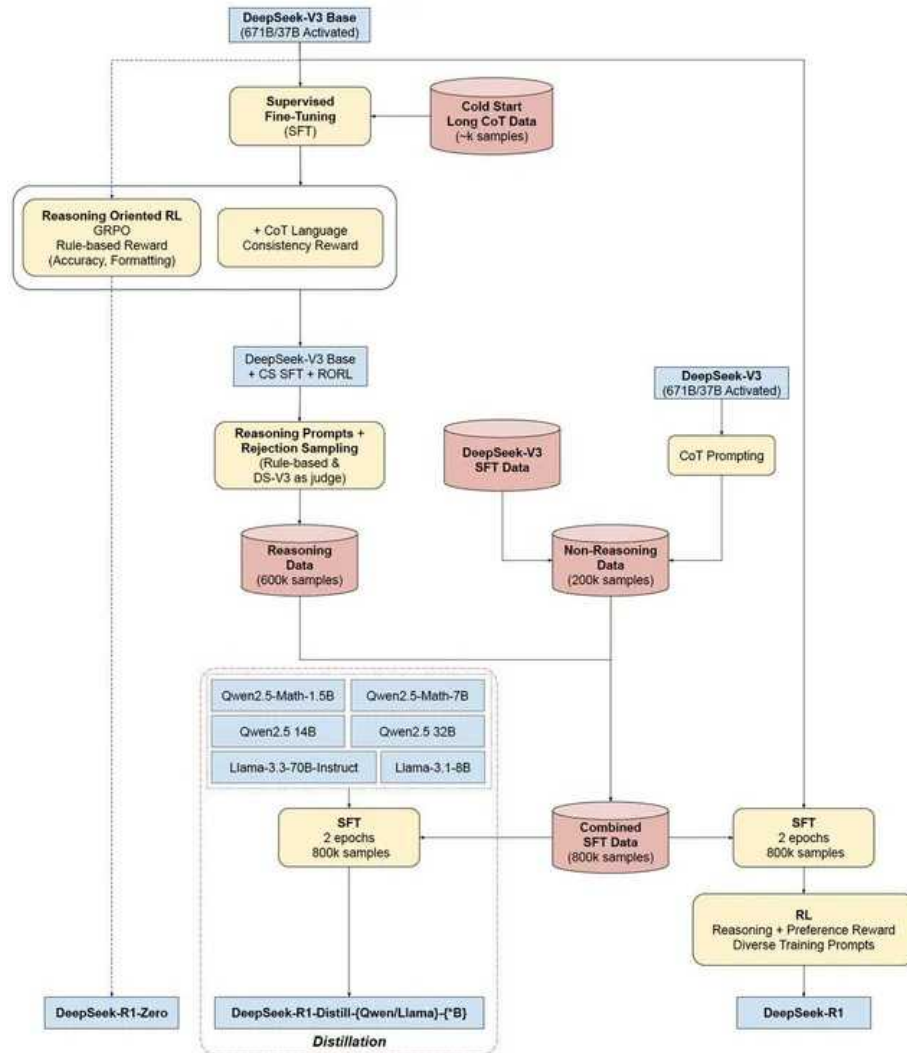 DeepSeek-V3 Base
(671B/37B Activated)
Supervised
Fine-Tuning
(SFT)
Cold Start
Long CoT Data
(~k samples)
Reasoning Oriented RL
GRPO
Rule-based Reward
(Accuracy, Formatting)
+ CoT Language
Consistency Reward
DeepSeek-V3 Base
+ CS SFT + RORL
DeepSeek-V3
(671B/37B Activated)
Reasoning Prompts +
Rejection Sampling
(Rule-based &
DS-V3 as judge)
DeepSeek-V3
SFT Data
CoT Prompting
Reasoning
Data
(600k samples)
Non-Reasoning
Data
(200k samples)
Qwen2.5-Math-1.5B
Qwen2.5-Math-7B
Qwen2.5 14B
Qwen2.5 32B
Llama-3.3-70B-Instruct
Llama-3.1-8B
SFT
2 epochs
800k samples
Combined
SFT Data
(800k samples)
SFT
2 epochs
800k samples
RL
Reasoning + Preference Reward
Diverse Training Prompts
DeepSeek-R1-Zero
DeepSeek-R1-Distill-{Qwen/Llama}-{*B}
DeepSeek-R1
Distillation